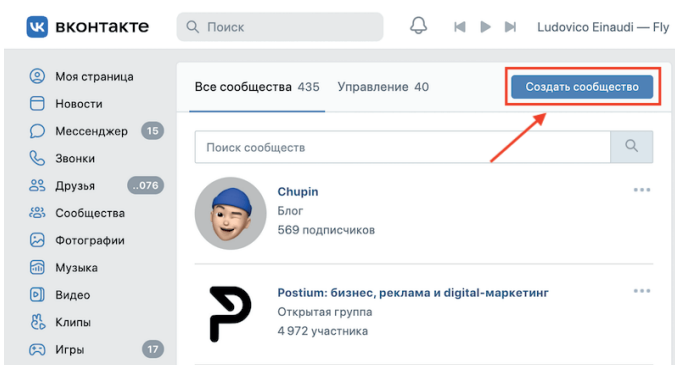 вконтакте
Поиск
Ludovico Einaudi — Fly
Моя страница
Новости
Мессенджер 15
Звонки
Друзья ..076
Сообщества
Фотографии
Музыка
Видео
Клипы
Игры 17
Все сообщества 435 Управление 40 Создать сообщество
Поиск сообществ
Chupin
Блог
569 подписчиков
Postium: бизнес, реклама и digital-маркетинг
Открытая группа
4 972 участника